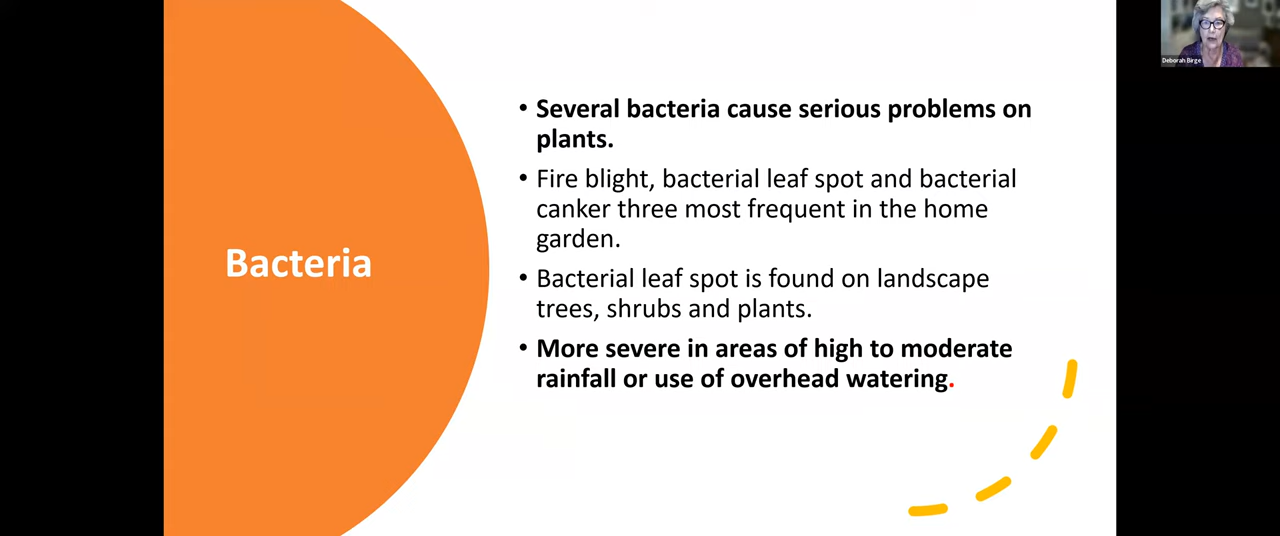 Bacteria
• Several bacteria cause serious problems on
plants.
• Fire blight, bacterial leaf spot and bacterial
canker three most frequent in the home
garden.
• Bacterial leaf spot is found on landscape
trees, shrubs and plants.
• More severe in areas of high to moderate
rainfall or use of overhead watering.
Deborah Birge